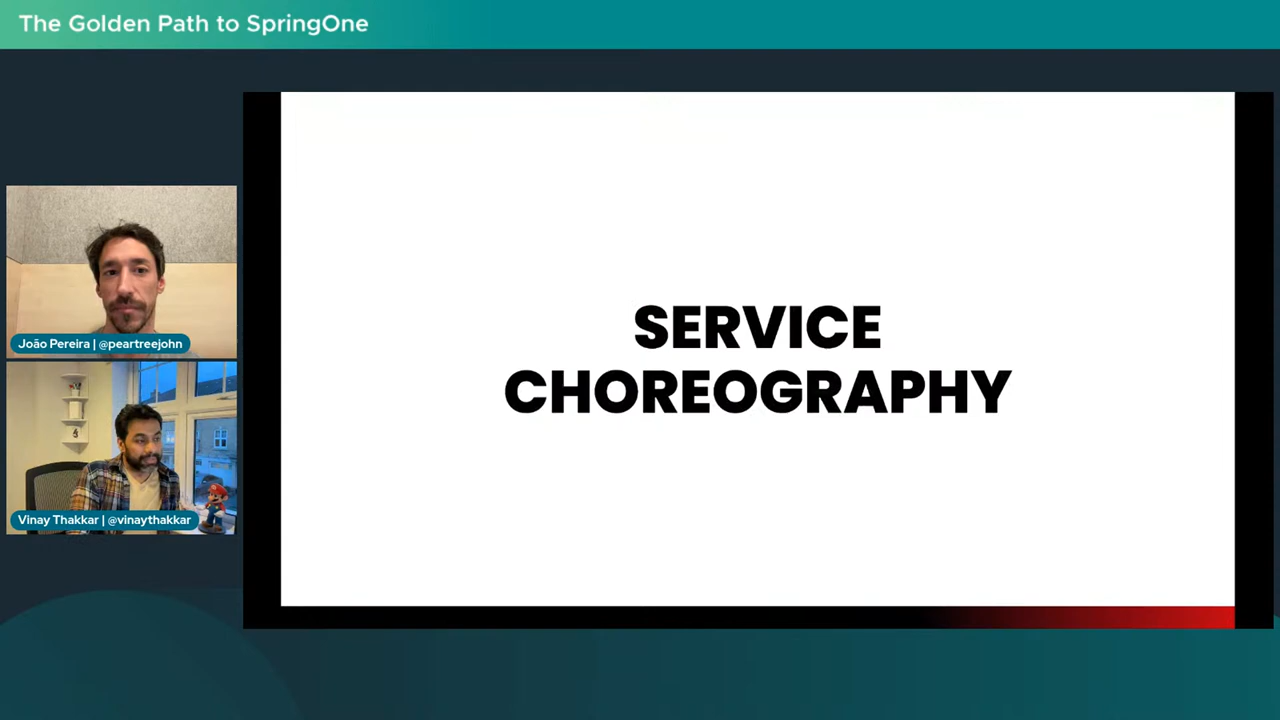 The Golden Path to SpringOne
João Pereira | @peartreejohn
Vinay Thakkar | @vinaythakkar
SERVICE
CHOREOGRAPHY